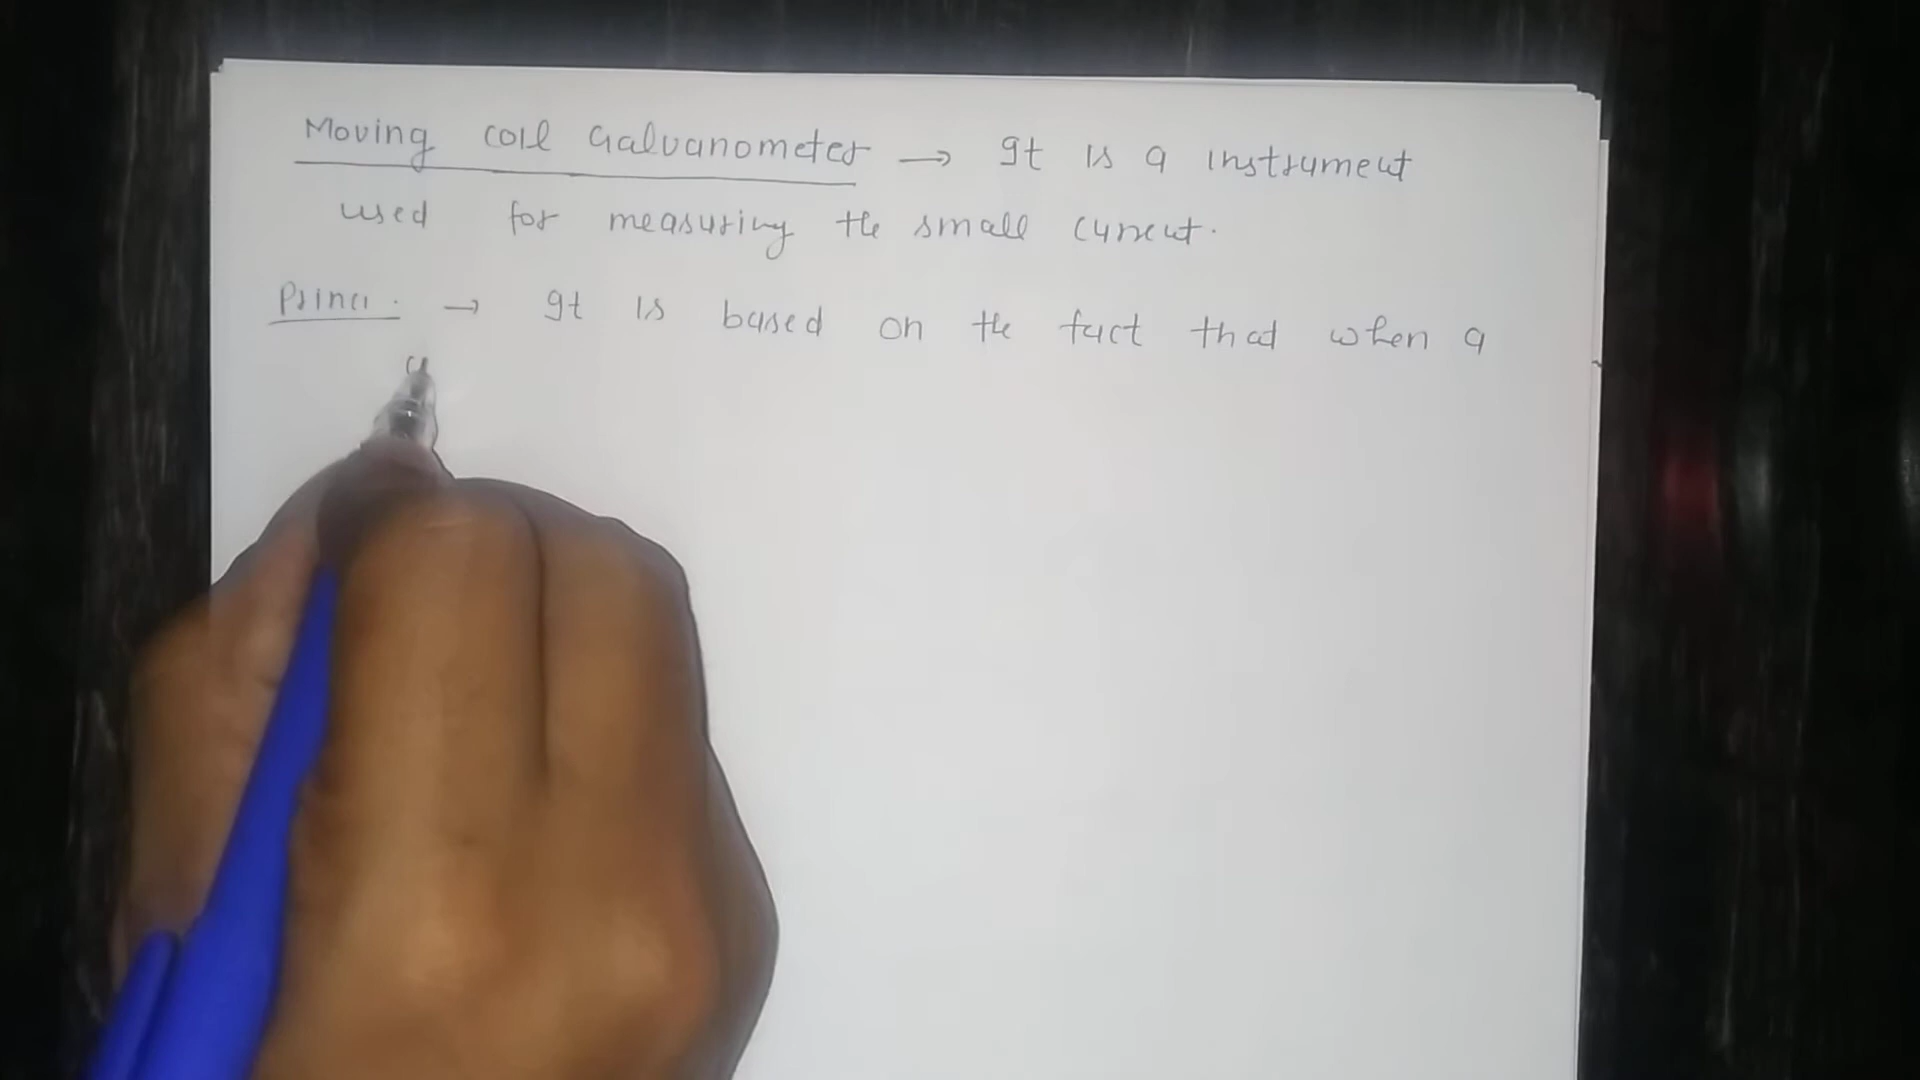 Moving coil Galvanometer → It is a instrument
used for measuring the small current.
Princi. → It is based on the fact that when a